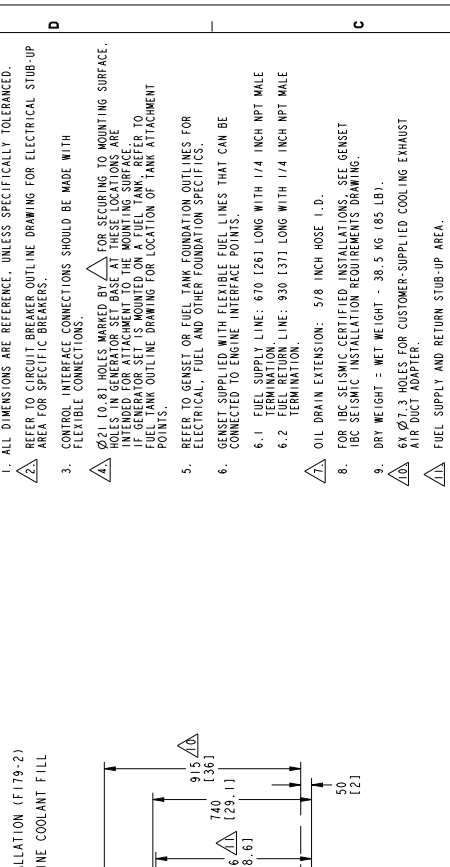 D
C
1. ALL DIMENSIONS ARE REFERENCE, UNLESS SPECIFICALLY TOLERANCED.
2. REFER TO CIRCUIT BREAKER OUTLINE DRAWING FOR ELECTRICAL STUB-UP
AREA FOR SPECIFIC BREAKERS.
3. CONTROL INTERFACE CONNECTIONS SHOULD BE MADE WITH
FLEXIBLE CONNECTIONS.
4. Ø21 [0.8] HOLES MARKED BY △ FOR SECURING TO MOUNTING SURFACE.
HOLES IN GENERATOR SET BASE AT THESE LOCATIONS ARE
INTENDED FOR ATTACHMENT TO THE MOUNTING SURFACE.
IF GENERATOR SET IS MOUNTED ON A FUEL TANK, REFER TO
FUEL TANK OUTLINE DRAWING FOR LOCATION OF TANK ATTACHMENT
POINTS.
5. REFER TO GENSET OR FUEL TANK FOUNDATION OUTLINES FOR
ELECTRICAL, FUEL AND OTHER FOUNDATION SPECIFICS.
6. GENSET SUPPLIED WITH FLEXIBLE FUEL LINES THAT CAN BE
CONNECTED TO ENGINE INTERFACE POINTS.
6.1 FUEL SUPPLY LINE: 670 [26] LONG WITH 1/4 INCH NPT MALE
TERMINATION.
6.2 FUEL RETURN LINE: 930 [37] LONG WITH 1/4 INCH NPT MALE
TERMINATION.
7. OIL DRAIN EXTENSION: 5/8 INCH HOSE I.D.
8. FOR IBC SEISMIC CERTIFIED INSTALLATIONS, SEE GENSET
IBC SEISMIC INSTALLATION REQUIREMENTS DRAWING.
9. DRY WEIGHT = WET WEIGHT - 38.5 KG (85 LB).
10. 6X Ø7.3 HOLES FOR CUSTOMER-SUPPLIED COOLING EXHAUST
AIR DUCT ADAPTER.
11. FUEL SUPPLY AND RETURN STUB-UP AREA.
LLATION (F179-2)
INE COOLANT FILL
915
[36]
10
740
[29.1]
6
8.6]
11
50
[2]